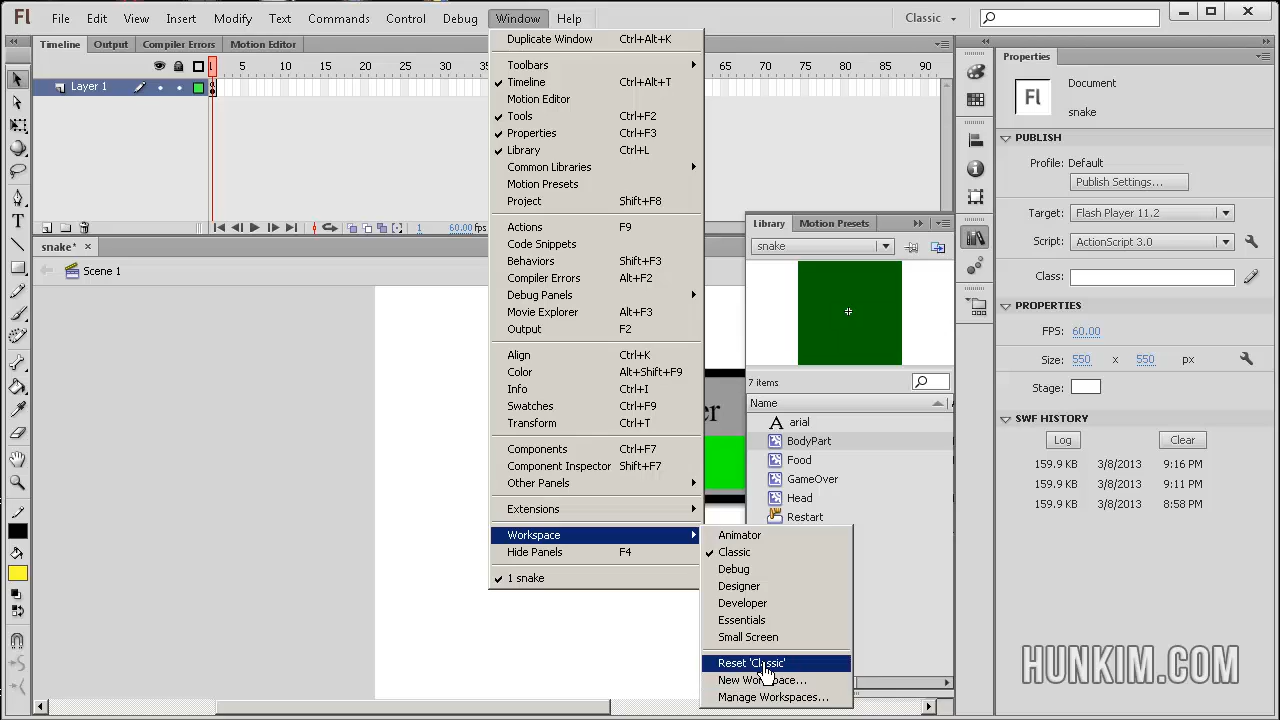 Fl File Edit View Insert Modify Text Commands Control Debug Window Help Classic
Timeline Output Compiler Errors Motion Editor
1 5 10 15 20 25 30 35 65 70 75 80 85 90
Layer 1
1 60.00 fps
snake*
Scene 1
Duplicate Window Ctrl+Alt+K
Toolbars
Timeline Ctrl+Alt+T
Motion Editor
Tools Ctrl+F2
Properties Ctrl+F3
Library Ctrl+L
Common Libraries
Motion Presets
Project Shift+F8
Actions F9
Code Snippets
Behaviors Shift+F3
Compiler Errors Alt+F2
Debug Panels
Movie Explorer Alt+F3
Output F2
Align Ctrl+K
Color Alt+Shift+F9
Info Ctrl+I
Swatches Ctrl+F9
Transform Ctrl+T
Components Ctrl+F7
Component Inspector Shift+F7
Other Panels
Extensions
Workspace
Hide Panels F4
1 snake
Animator
Classic
Debug
Designer
Developer
Essentials
Small Screen
Reset 'Classic'
New Workspace...
Manage Workspaces...
er
Library Motion Presets
snake
7 items
Name
arial
BodyPart
Food
GameOver
Head
Restart
Properties
Fl
Document
snake
PUBLISH
Profile: Default
Publish Settings...
Target: Flash Player 11.2
Script: ActionScript 3.0
Class:
PROPERTIES
FPS: 60.00
Size: 550 x 550 px
Stage:
SWF HISTORY
Log Clear
159.9 KB 3/8/2013 9:16 PM
159.9 KB 3/8/2013 9:11 PM
159.9 KB 3/8/2013 8:58 PM
HUNKIM.COM